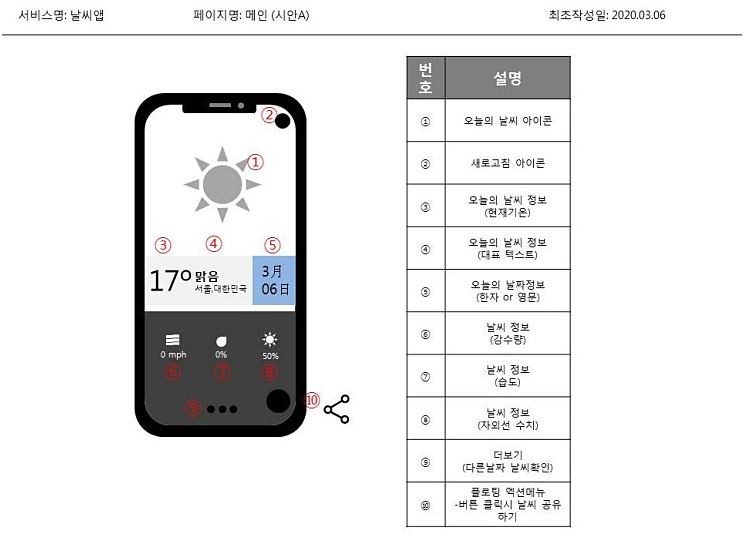 서비스명: 날씨앱 페이지명: 메인 (시안A) 최초작성일: 2020.03.06
②
①
③ ④ ⑤
17º 맑음
서울,대한민국
3月
06日
0 mph 0% 50%
⑥ ⑦ ⑧
⑨ ⑩
번호 설명
① 오늘의 날씨 아이콘
② 새로고침 아이콘
③ 오늘의 날씨 정보
(현재기온)
④ 오늘의 날씨 정보
(대표 텍스트)
⑤ 오늘의 날짜정보
(한자 or 영문)
⑥ 날씨 정보
(강수량)
⑦ 날씨 정보
(습도)
⑧ 날씨 정보
(자외선 수치)
⑨ 더보기
(다른날짜 날씨확인)
⑩ 플로팅 액션메뉴
-버튼 클릭시 날씨 공유
하기